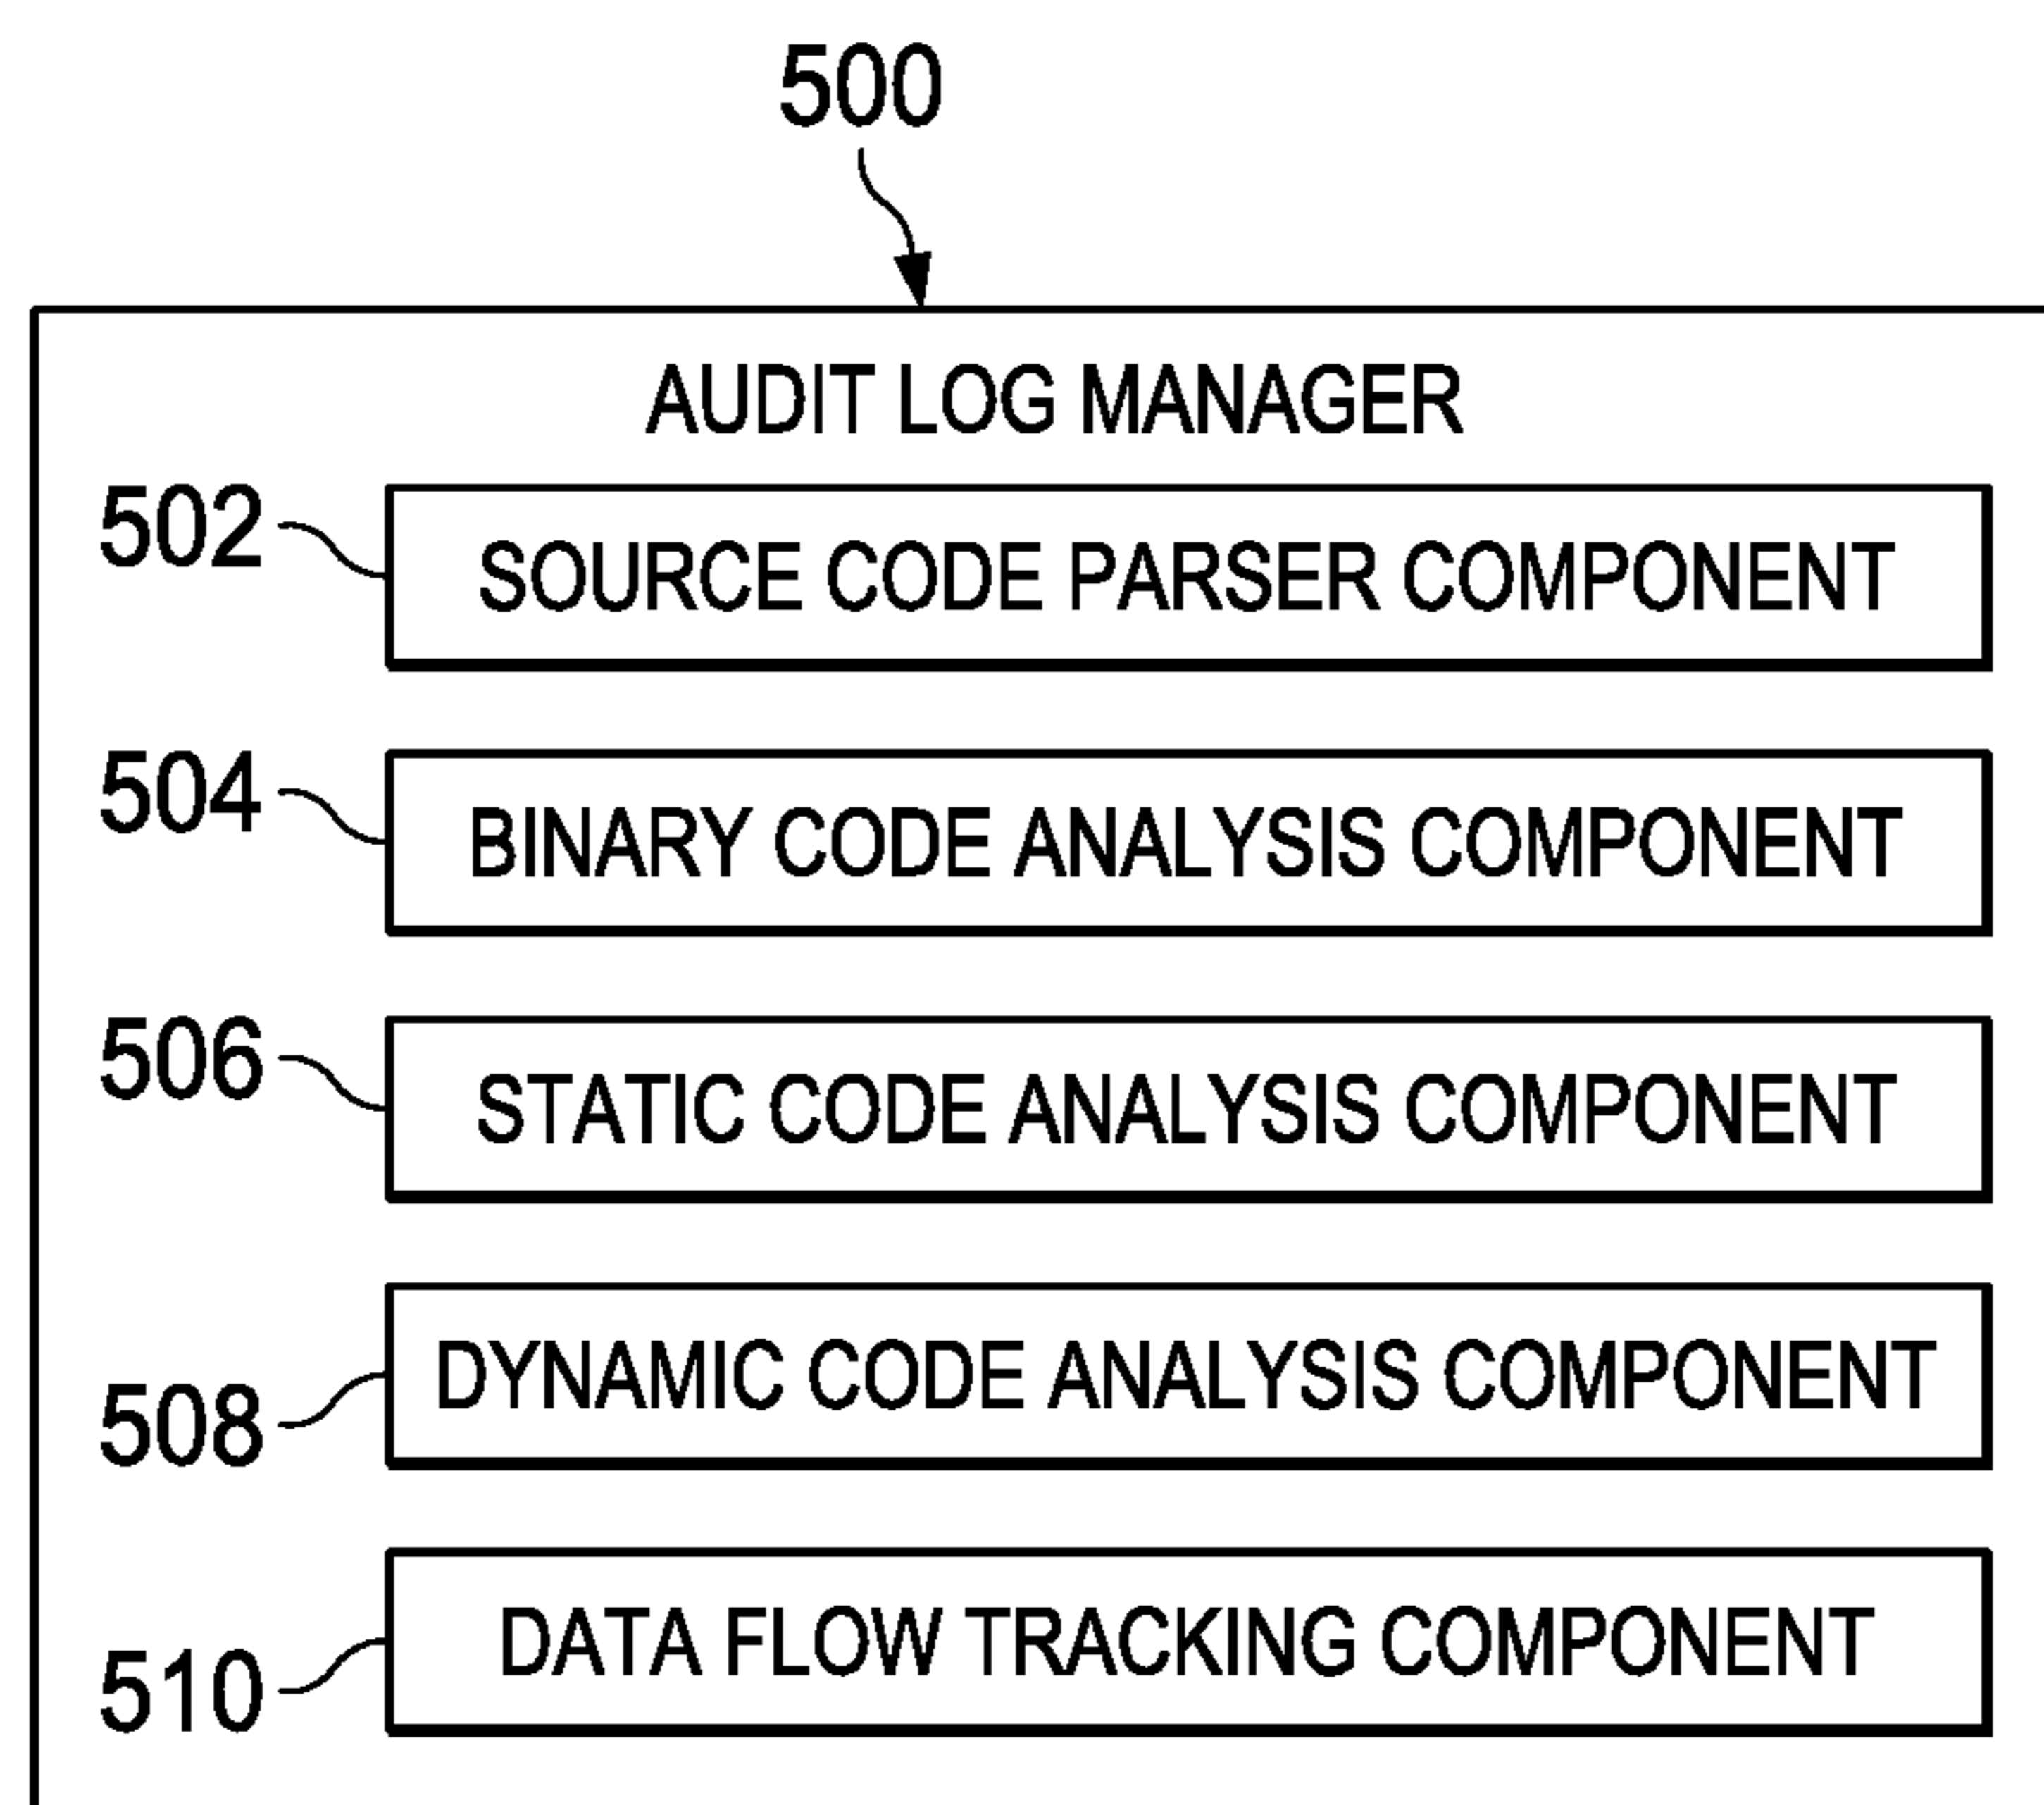 500
AUDIT LOG MANAGER
502
SOURCE CODE PARSER COMPONENT
504
BINARY CODE ANALYSIS COMPONENT
506
STATIC CODE ANALYSIS COMPONENT
508
DYNAMIC CODE ANALYSIS COMPONENT
510
DATA FLOW TRACKING COMPONENT